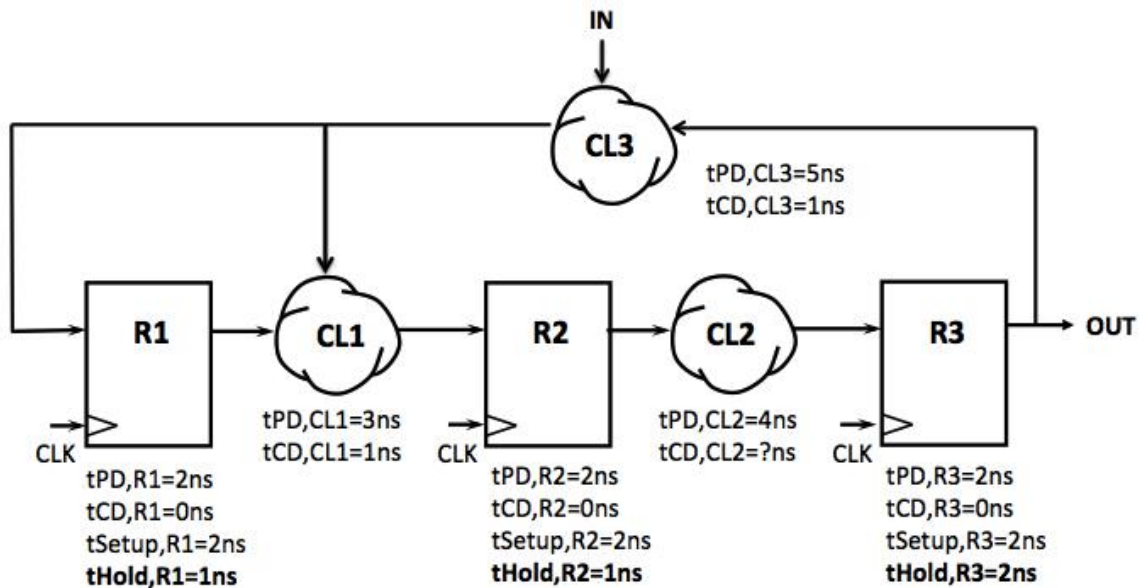 IN
CL3
tPD,CL3=5ns
tCD,CL3=1ns
R1
CL1
R2
CL2
R3
OUT
CLK
tPD,CL1=3ns
tCD,CL1=1ns
CLK
tPD,CL2=4ns
tCD,CL2=?ns
CLK
tPD,R1=2ns
tCD,R1=0ns
tSetup,R1=2ns
tHold,R1=1ns
tPD,R2=2ns
tCD,R2=0ns
tSetup,R2=2ns
tHold,R2=1ns
tPD,R3=2ns
tCD,R3=0ns
tSetup,R3=2ns
tHold,R3=2ns